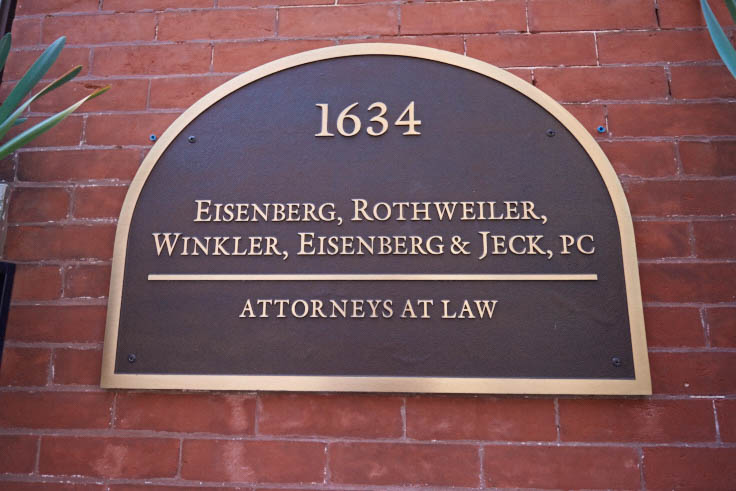 1634
Eisenberg, Rothweiler,
Winkler, Eisenberg & Jeck, PC
Attorneys at Law